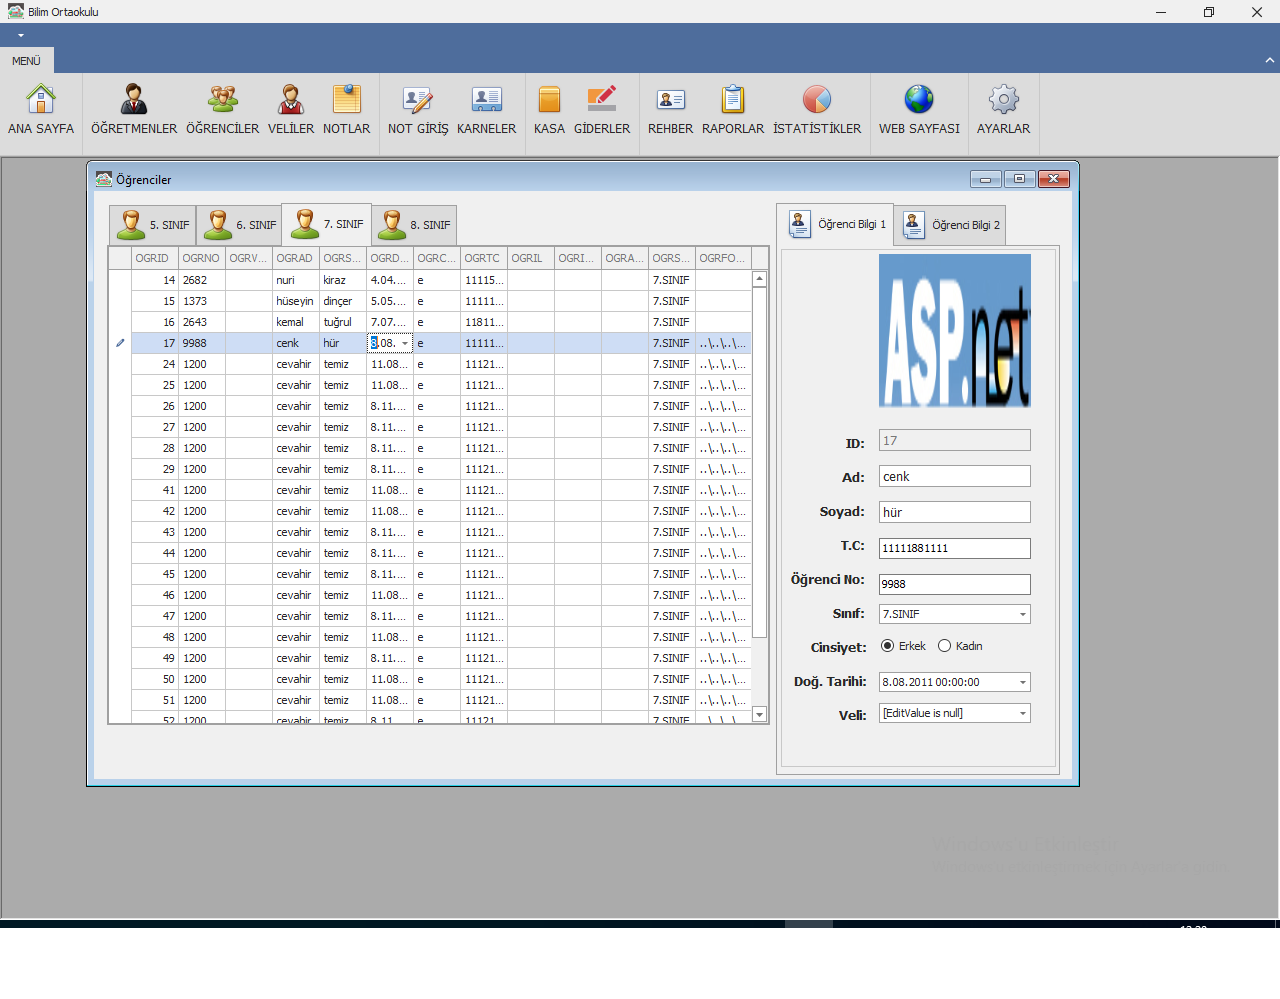 Bilim Ortaokulu
MENÜ
ANA SAYFA ÖĞRETMENLER ÖĞRENCİLER VELİLER NOTLAR NOT GİRİŞ KARNELER KASA GİDERLER REHBER RAPORLAR İSTATİSTİKLER WEB SAYFASI AYARLAR
Öğrenciler
5. SINIF 6. SINIF 7. SINIF 8. SINIF
OGRID OGRNO OGRV... OGRAD OGRS... OGRD... OGRC... OGRTC OGRIL OGRI... OGRA... OGRS... OGRFO...
14 2682 nuri kiraz 4.04.... e 11115... 7.SINIF
15 1373 hüseyin dinçer 5.05.... e 11111... 7.SINIF
16 2643 kemal tuğrul 7.07.... e 11811... 7.SINIF
17 9988 cenk hür 8.08. e 11111... 7.SINIF ..\..\..\...
24 1200 cevahir temiz 11.08... e 11121... 7.SINIF ..\..\..\...
25 1200 cevahir temiz 11.08... e 11121... 7.SINIF ..\..\..\...
26 1200 cevahir temiz 8.11.... e 11121... 7.SINIF ..\..\..\...
27 1200 cevahir temiz 8.11.... e 11121... 7.SINIF ..\..\..\...
28 1200 cevahir temiz 8.11.... e 11121... 7.SINIF ..\..\..\...
29 1200 cevahir temiz 8.11.... e 11121... 7.SINIF ..\..\..\...
41 1200 cevahir temiz 11.08... e 11121... 7.SINIF ..\..\..\...
42 1200 cevahir temiz 11.08... e 11121... 7.SINIF ..\..\..\...
43 1200 cevahir temiz 8.11.... e 11121... 7.SINIF ..\..\..\...
44 1200 cevahir temiz 8.11.... e 11121... 7.SINIF ..\..\..\...
45 1200 cevahir temiz 8.11.... e 11121... 7.SINIF ..\..\..\...
46 1200 cevahir temiz 11.08... e 11121... 7.SINIF ..\..\..\...
47 1200 cevahir temiz 8.11.... e 11121... 7.SINIF ..\..\..\...
48 1200 cevahir temiz 11.08... e 11121... 7.SINIF ..\..\..\...
49 1200 cevahir temiz 8.11.... e 11121... 7.SINIF ..\..\..\...
50 1200 cevahir temiz 11.08... e 11121... 7.SINIF ..\..\..\...
51 1200 cevahir temiz 11.08... e 11121... 7.SINIF ..\..\..\...
52 1200 cevahir temiz 8.11.... e 11121... 7.SINIF ..\..\..\...
Öğrenci Bilgi 1 Öğrenci Bilgi 2
ASP.net
ID: 17
Ad: cenk
Soyad: hür
T.C: 11111881111
Öğrenci No: 9988
Sınıf: 7.SINIF
Cinsiyet: Erkek Kadın
Doğ. Tarihi: 8.08.2011 00:00:00
Veli: [EditValue is null]